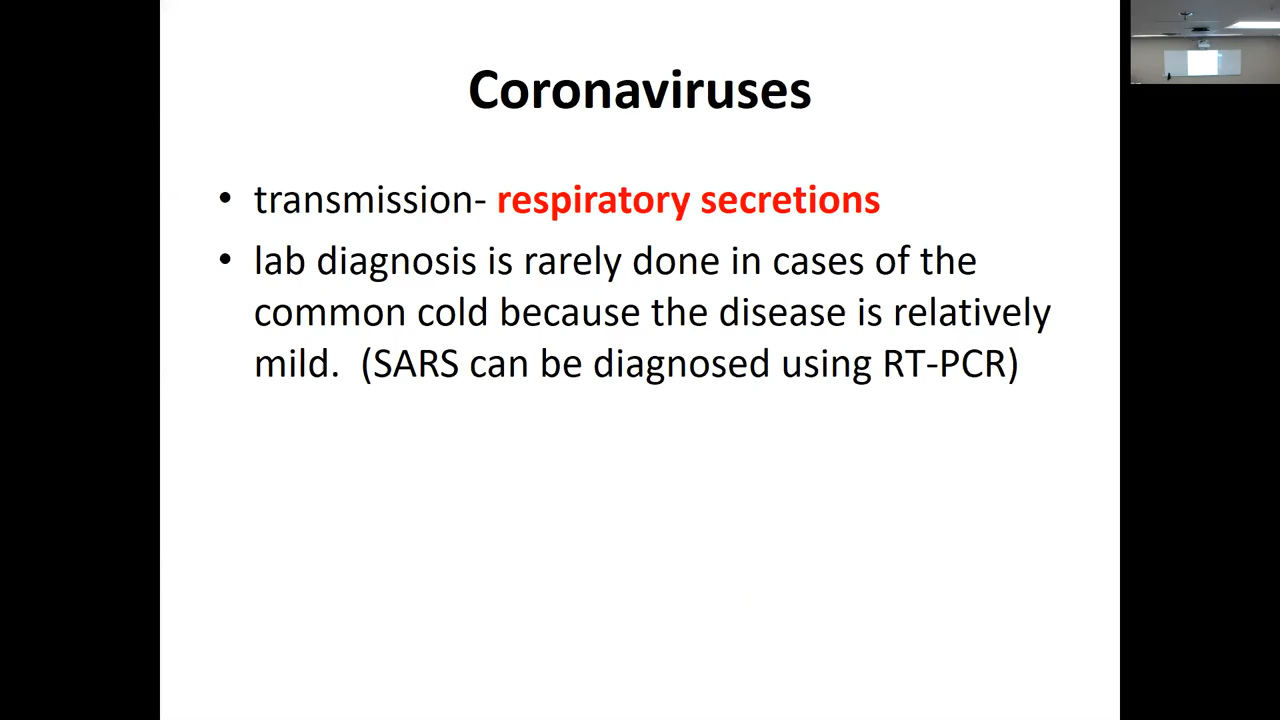 Coronaviruses
• transmission- respiratory secretions
• lab diagnosis is rarely done in cases of the
common cold because the disease is relatively
mild.  (SARS can be diagnosed using RT-PCR)